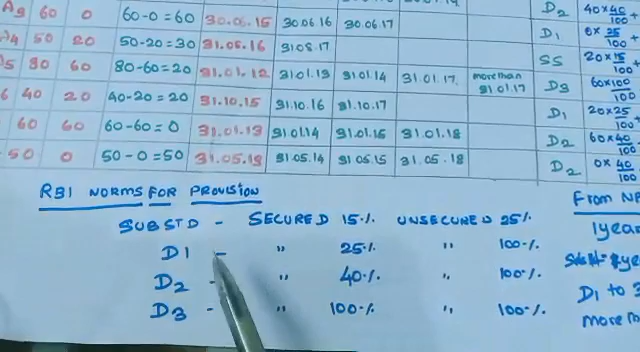 A3 60 0 60-0=60 30.06.15 30.06.16 30.06.17 D2 40×40/100
A4 50 20 50-20=30 31.05.16 31.05.17 D1 0×25/100 +
A5 80 60 80-60=20 31.01.12 31.01.13 31.01.14 31.01.17 more than 31.01.17 SS 20×15/100 +
6 40 20 40-20=20 31.10.15 31.10.16 31.10.17 D3 60×100/100
60 60 60-60=0 31.01.13 31.01.14 31.01.15 31.01.18 D1 20×25/100 +
50 0 50-0=50 31.05.13 31.05.14 31.05.15 31.05.18 D2 60×40/100
D2 0×40/100
RBI NORMS FOR PROVISION
SUBSTD - SECURED 15% UNSECURED 25%
D1 - " 25% " 100%
D2 - " 40% " 100%
D3 - " 100% " 100%
From NP
1year
D1 to 3
more